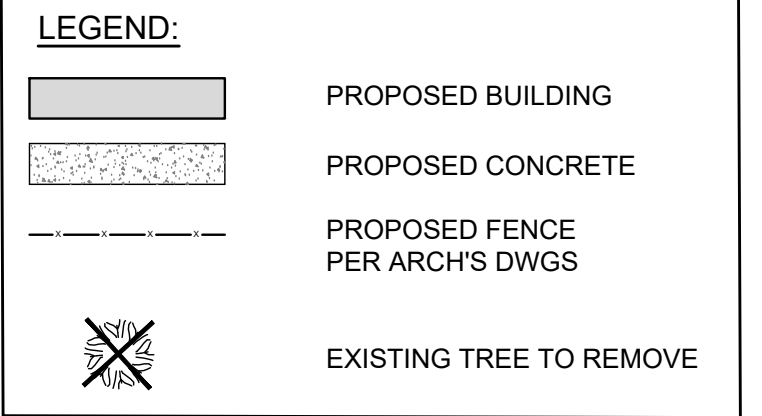 LEGEND:
PROPOSED BUILDING
PROPOSED CONCRETE
x x x x
PROPOSED FENCE
PER ARCH'S DWGS
EXISTING TREE TO REMOVE